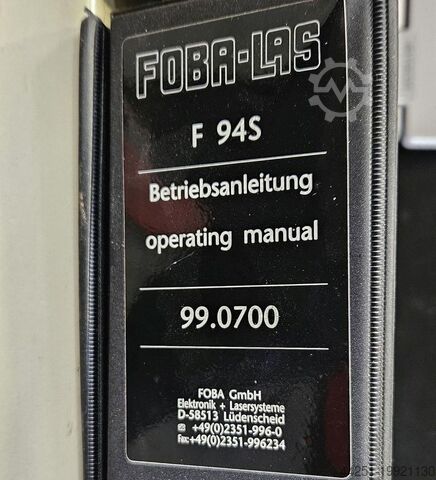 FOBA-LAS
F 94S
Betriebsanleitung
operating manual
99.0700
FOBA GmbH
Elektronik + Lasersysteme
D-58513 Lüdenscheid
☎ +49(0)2351-996-0
Fax:+49(0)2351-996234